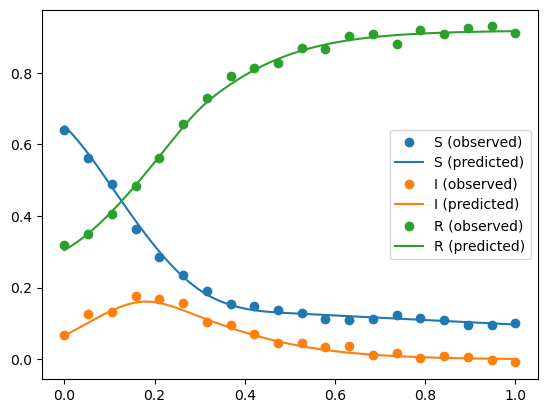 0.8
0.6
0.4
0.2
0.0
S (observed)
S (predicted)
I (observed)
I (predicted)
R (observed)
R (predicted)
0.0 0.2 0.4 0.6 0.8 1.0